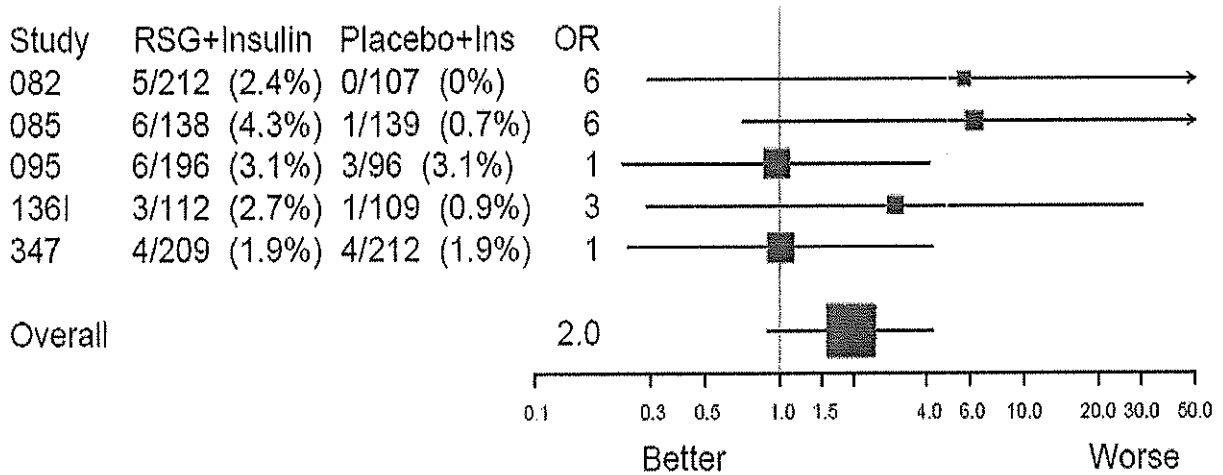 Study RSG+Insulin Placebo+Ins OR
082 5/212 (2.4%) 0/107 (0%) 6
085 6/138 (4.3%) 1/139 (0.7%) 6
095 6/196 (3.1%) 3/96 (3.1%) 1
136I 3/112 (2.7%) 1/109 (0.9%) 3
347 4/209 (1.9%) 4/212 (1.9%) 1
Overall 2.0
0.1 0.3 0.5 1.0 1.5 4.0 6.0 10.0 20.0 30.0 60.0
Better Worse